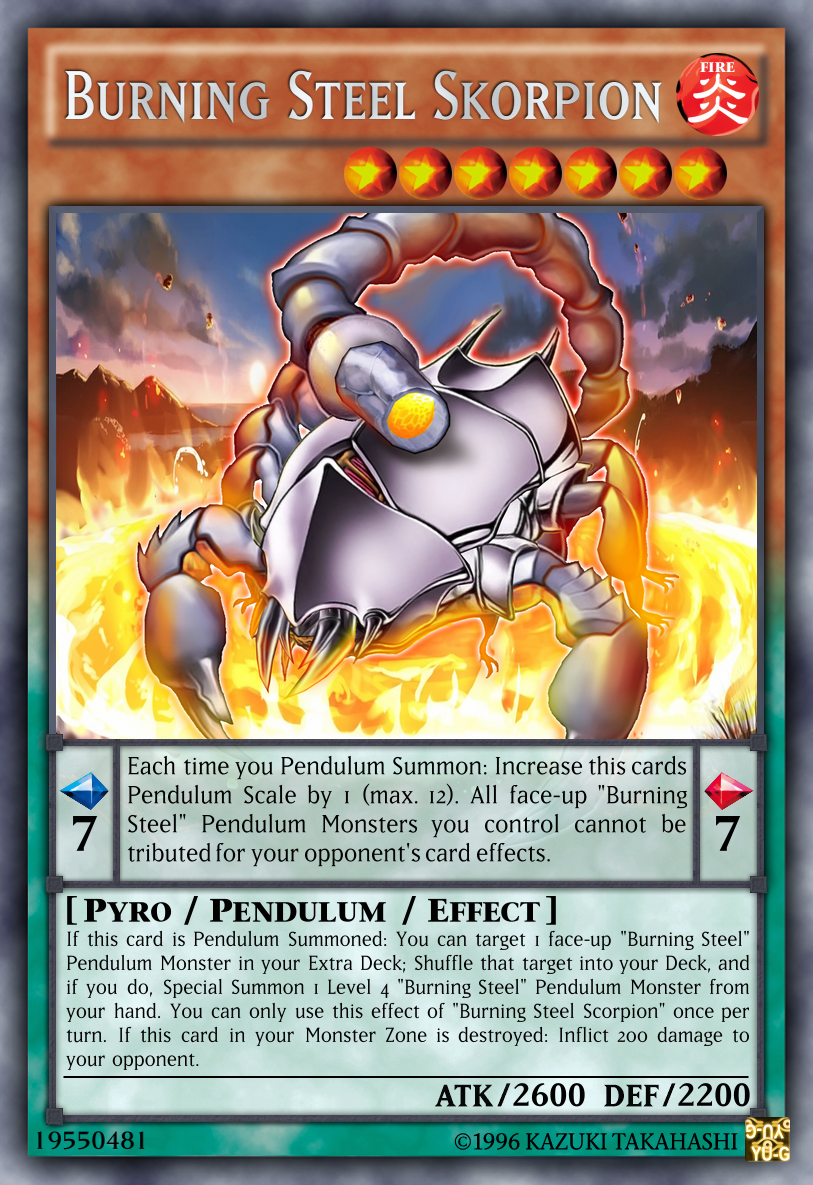 BURNING STEEL SKORPION
FIRE
炎
Each time you Pendulum Summon: Increase this cards
Pendulum Scale by 1 (max. 12). All face-up "Burning
Steel" Pendulum Monsters you control cannot be
tributed for your opponent's card effects.
7
7
[ PYRO / PENDULUM / EFFECT ]
If this card is Pendulum Summoned: You can target 1 face-up "Burning Steel"
Pendulum Monster in your Extra Deck; Shuffle that target into your Deck, and
if you do, Special Summon 1 Level 4 "Burning Steel" Pendulum Monster from
your hand. You can only use this effect of "Burning Steel Scorpion" once per
turn. If this card in your Monster Zone is destroyed: Inflict 200 damage to
your opponent.
ATK/2600 DEF/2200
19550481
©1996 KAZUKI TAKAHASHI